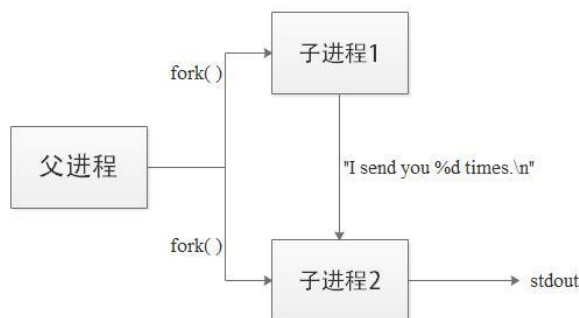 子进程1
fork( )
父进程
"I send you %d times.\n"
fork( )
子进程2
stdout